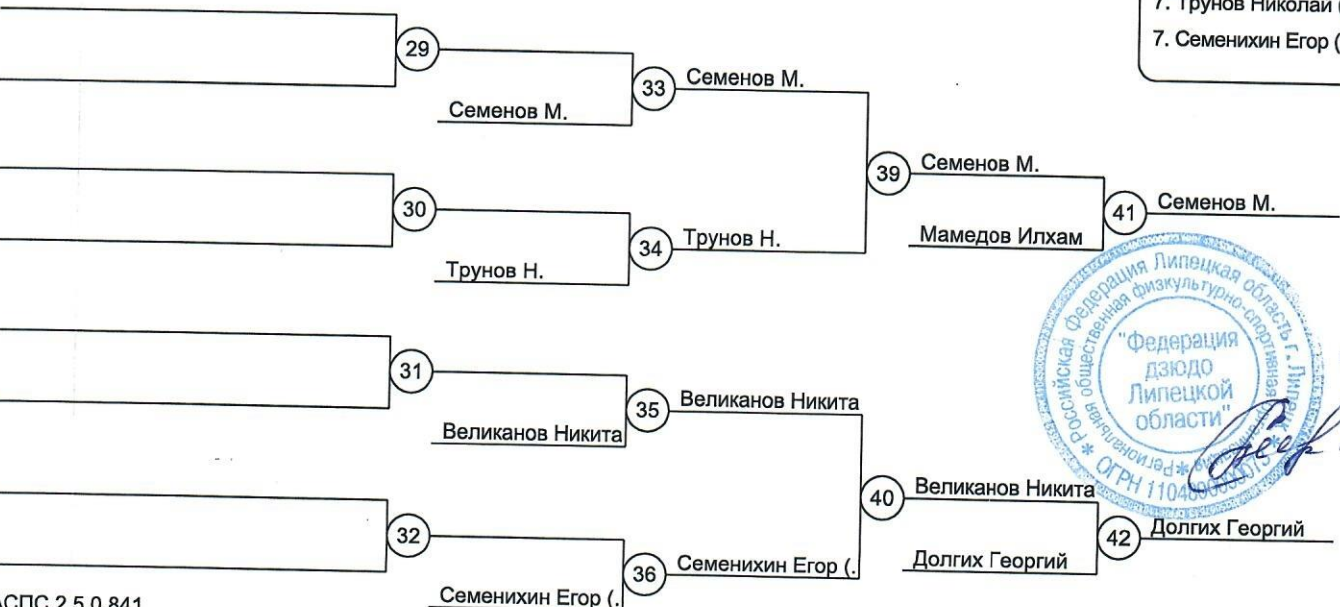 7. Трунов Николай (
7. Семенихин Егор (
29
33
Семенов М.
Семенов М.
39
Семенов М.
30
41
Семенов М.
34
Трунов Н.
Мамедов Илхам
Трунов Н.
31
35
Великанов Никита
Великанов Никита
40
Великанов Никита
32
42
Долгих Георгий
36
Семенихин Егор (.
Долгих Георгий
Семенихин Егор (.
АСПС 2.5.0.841
* Российская Федерация Липецкая область г. Липецк *
ОГРН
Региональная общественная физкультурно-спортивная организация
"Федерация
дзюдо
Липецкой
области"